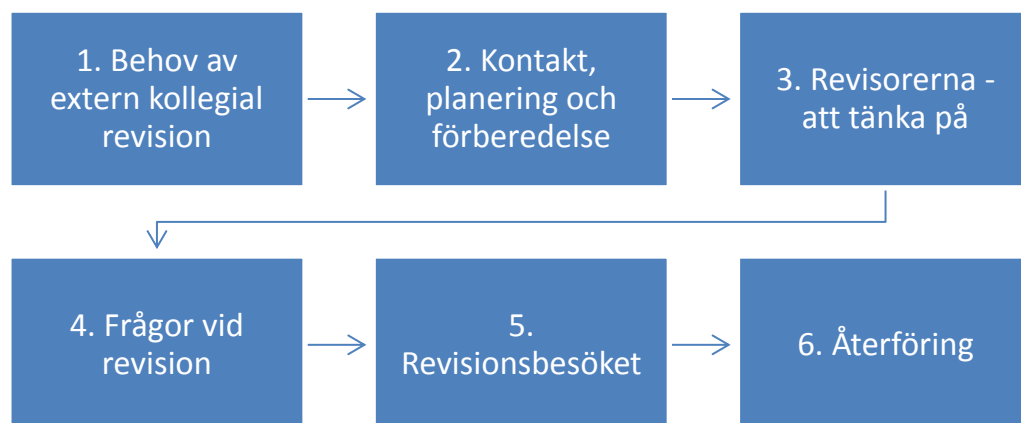 1. Behov av
extern kollegial
revision
2. Kontakt,
planering och
förberedelse
3. Revisorerna -
att tänka på
4. Frågor vid
revision
5.
Revisionsbesöket
6. Återföring